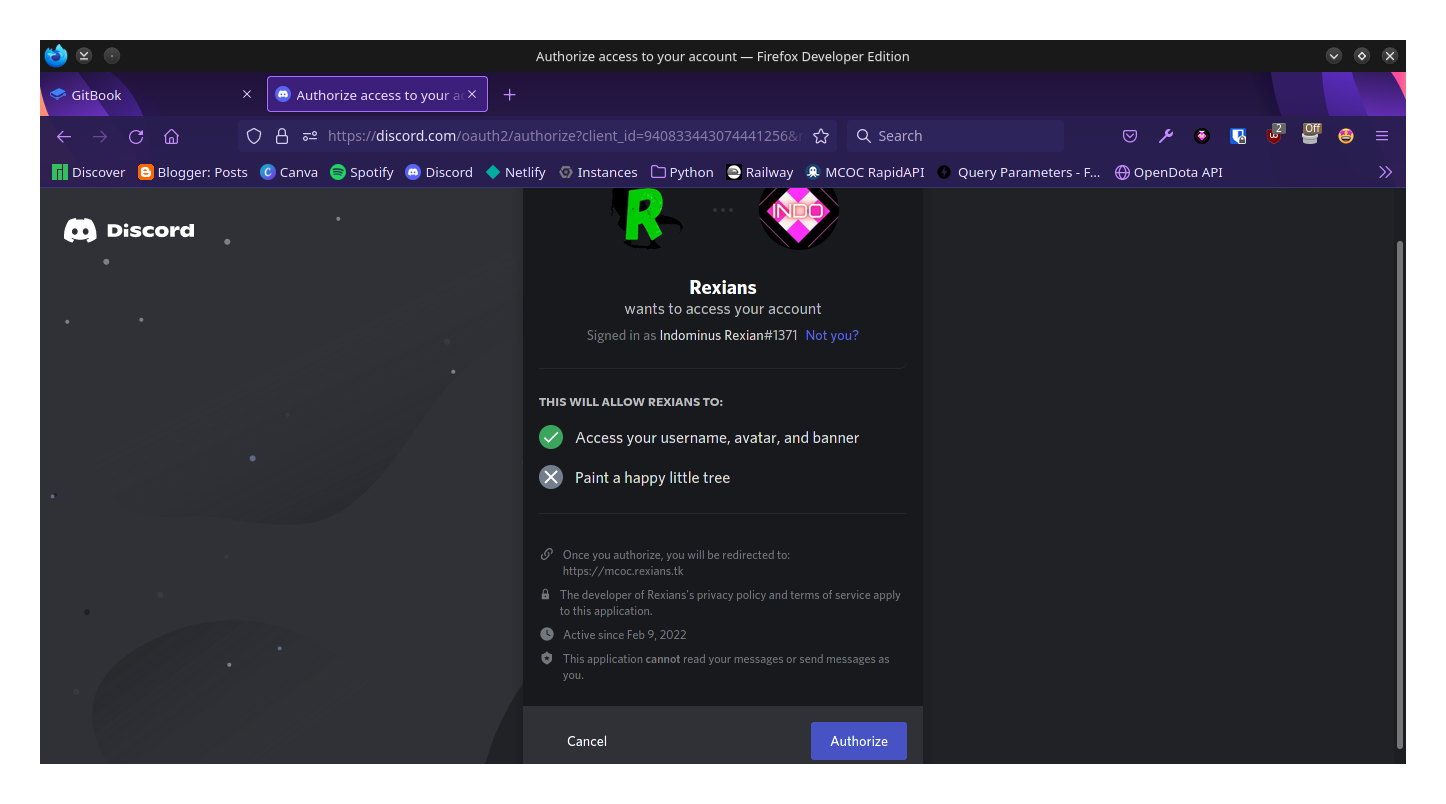 Authorize access to your account — Firefox Developer Edition
GitBook
Authorize access to your ac
https://discord.com/oauth2/authorize?client_id=940833443074441256&r
Search
2
Off
Discover
Blogger: Posts
Canva
Spotify
Discord
Netlify
Instances
Python
Railway
MCOC RapidAPI
Query Parameters - F...
OpenDota API
Discord
R
INDO
Rexians
wants to access your account
Signed in as Indominus Rexian#1371 Not you?
THIS WILL ALLOW REXIANS TO:
Access your username, avatar, and banner
Paint a happy little tree
Once you authorize, you will be redirected to:
https://mcoc.rexians.tk
The developer of Rexians's privacy policy and terms of service apply
to this application.
Active since Feb 9, 2022
This application cannot read your messages or send messages as
you.
Cancel
Authorize